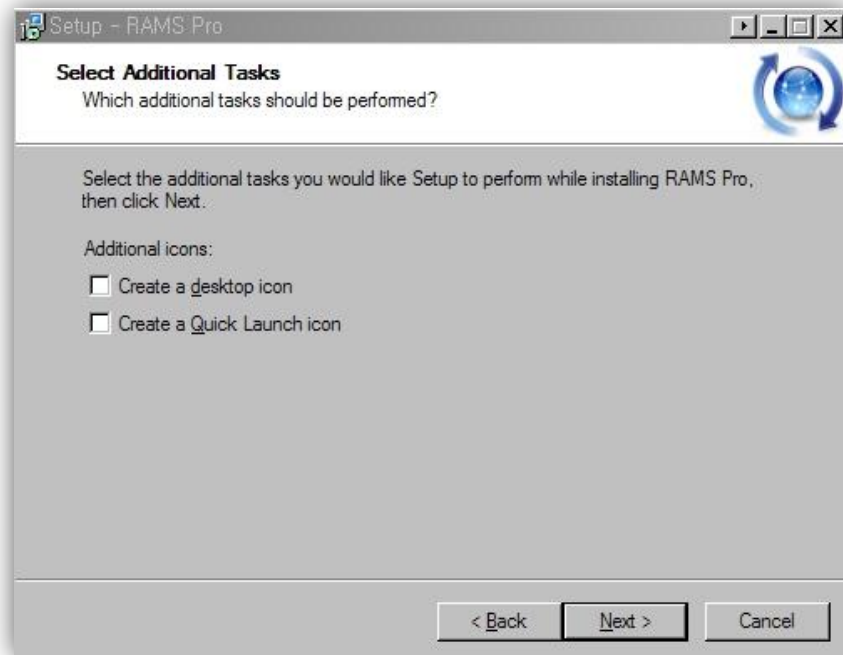 Setup - RAMS Pro
Select Additional Tasks
Which additional tasks should be performed?
Select the additional tasks you would like Setup to perform while installing RAMS Pro,
then click Next.
Additional icons:
Create a desktop icon
Create a Quick Launch icon
< Back
Next >
Cancel